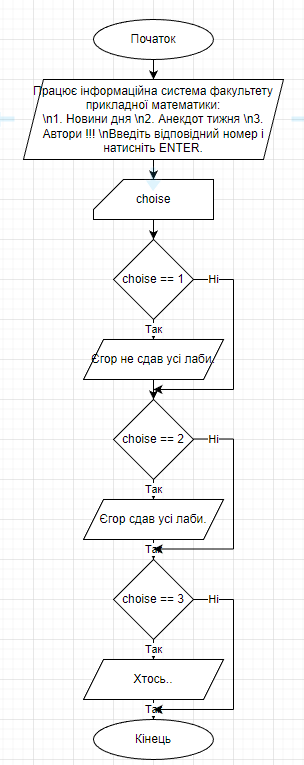 Початок
Працює інформаційна система факультету
прикладної математики:
\n1. Новини дня \n2. Анекдот тижня \n3.
Автори !!! \nВведіть відповідний номер і
натисніть ENTER.
choise
choise == 1
Ні
Так
Єгор не сдав усі лаби.
choise == 2
Ні
Так
Єгор сдав усі лаби.
Так
choise == 3
Ні
Так
Хтось..
Так
Кінець